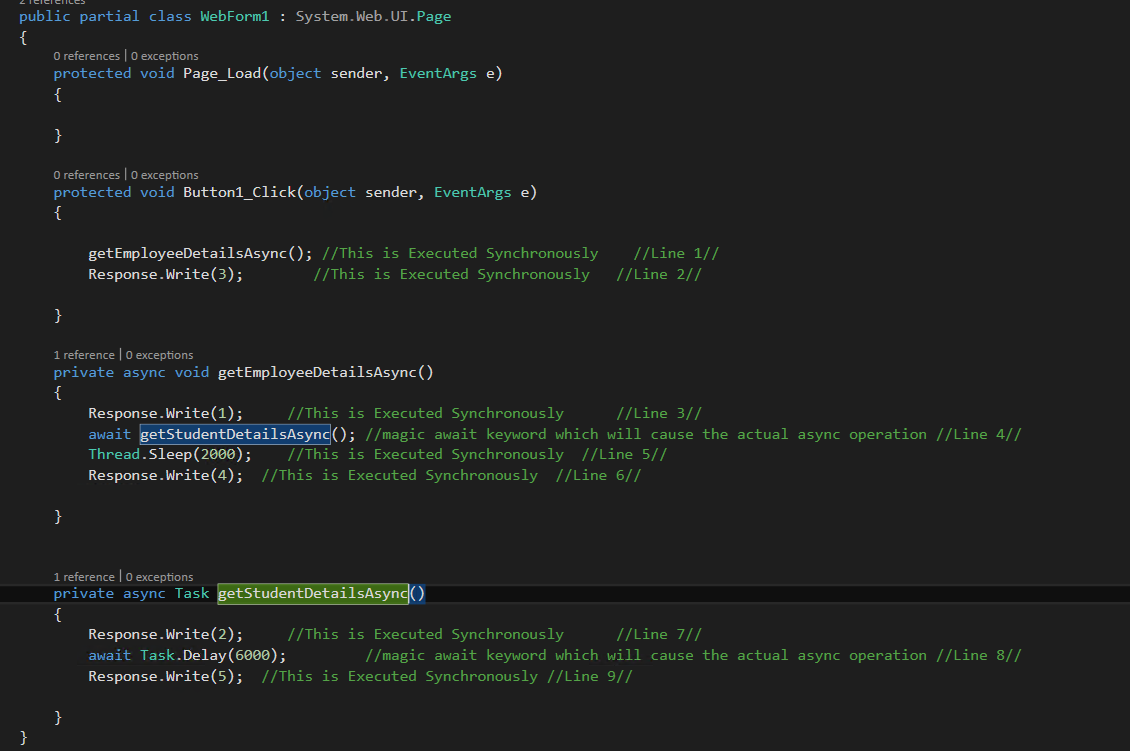 2 references
public partial class WebForm1 : System.Web.UI.Page
{
0 references | 0 exceptions
protected void Page_Load(object sender, EventArgs e)
{
}
0 references | 0 exceptions
protected void Button1_Click(object sender, EventArgs e)
{
getEmployeeDetailsAsync(); //This is Executed Synchronously //Line 1//
Response.Write(3); //This is Executed Synchronously //Line 2//
}
1 reference | 0 exceptions
private async void getEmployeeDetailsAsync()
{
Response.Write(1); //This is Executed Synchronously //Line 3//
await getStudentDetailsAsync(); //magic await keyword which will cause the actual async operation //Line 4//
Thread.Sleep(2000); //This is Executed Synchronously //Line 5//
Response.Write(4); //This is Executed Synchronously //Line 6//
}
1 reference | 0 exceptions
private async Task getStudentDetailsAsync()
{
Response.Write(2); //This is Executed Synchronously //Line 7//
await Task.Delay(6000); //magic await keyword which will cause the actual async operation //Line 8//
Response.Write(5); //This is Executed Synchronously //Line 9//
}
}